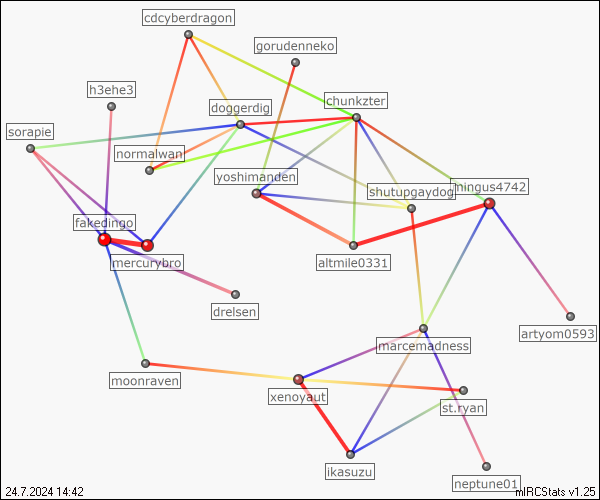 cdcyberdragon
gorudenneko
h3ehe3
doggerdig
chunkzter
sorapie
normalwan
yoshimanden
shutupgaydog
mingus4742
fakedingo
mercurybro
altmile0331
drelsen
artyom0593
marcemadness
moonraven
xenoyaut
st.ryan
ikasuzu
neptune01
24.7.2024 14:42
mIRCStats v1.25